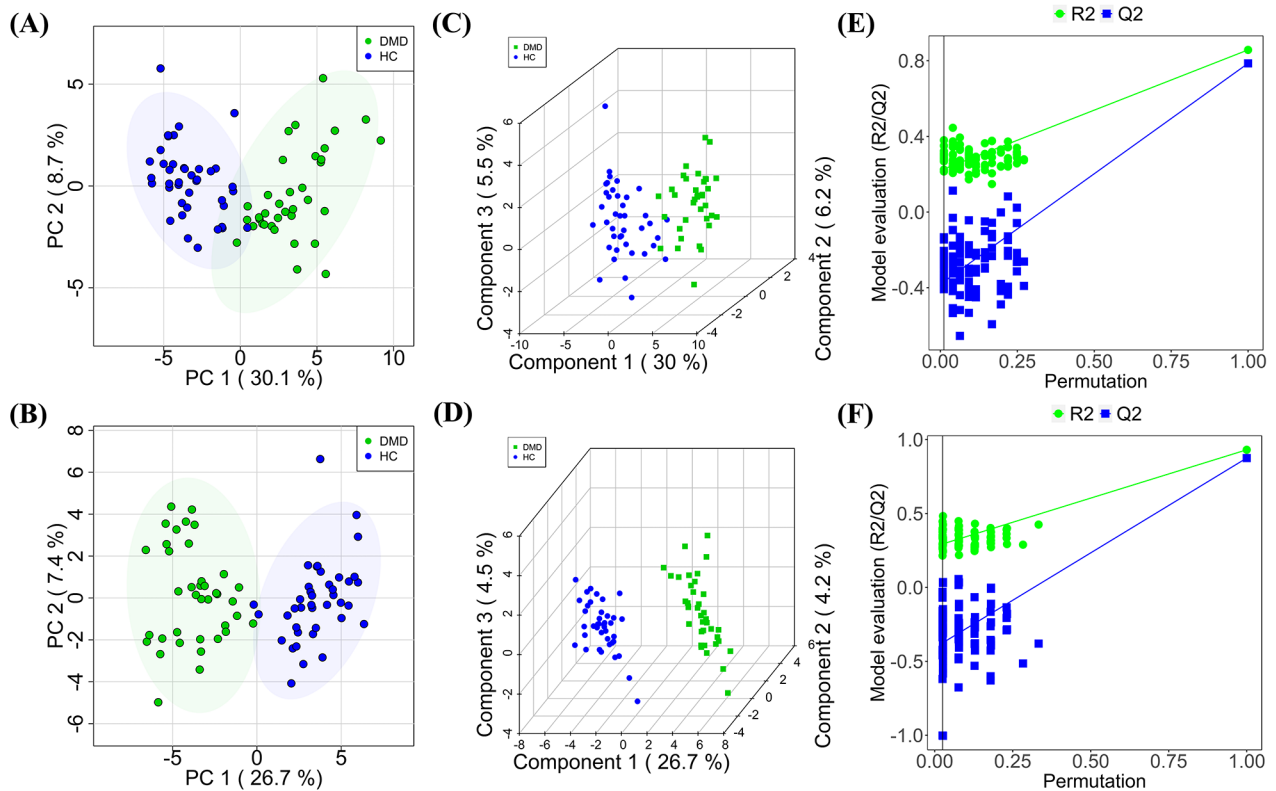 (A)
DMD
HC
5
0
-5
PC 2 ( 8.7 %)
-5
0
5
10
PC 1 ( 30.1 %)
(C)
DMD
HC
6
4
2
0
-2
-4
Component 3 ( 5.5 %)
-10
-5
0
5
10
Component 1 ( 30 %)
-4
-2
0
2
4
Component 2 ( 6.2 %)
(E)
R2 Q2
0.8
0.4
0.0
-0.4
Model evaluation (R2/Q2)
0.00 0.25 0.50 0.75 1.00
Permutation
(B)
DMD
HC
8
6
4
2
0
-2
-4
-6
PC 2 ( 7.4 %)
-5
0
5
PC 1 ( 26.7 %)
(D)
DMD
HC
6
4
2
0
-2
-4
Component 3 ( 4.5 %)
-8
-6
-4
-2
0
2
4
6
8
Component 1 ( 26.7 %)
-4
-2
0
2
4
6
Component 2 ( 4.2 %)
(F)
R2 Q2
1.0
0.5
0.0
-0.5
-1.0
Model evaluation (R2/Q2)
0.00 0.25 0.50 0.75 1.00
Permutation